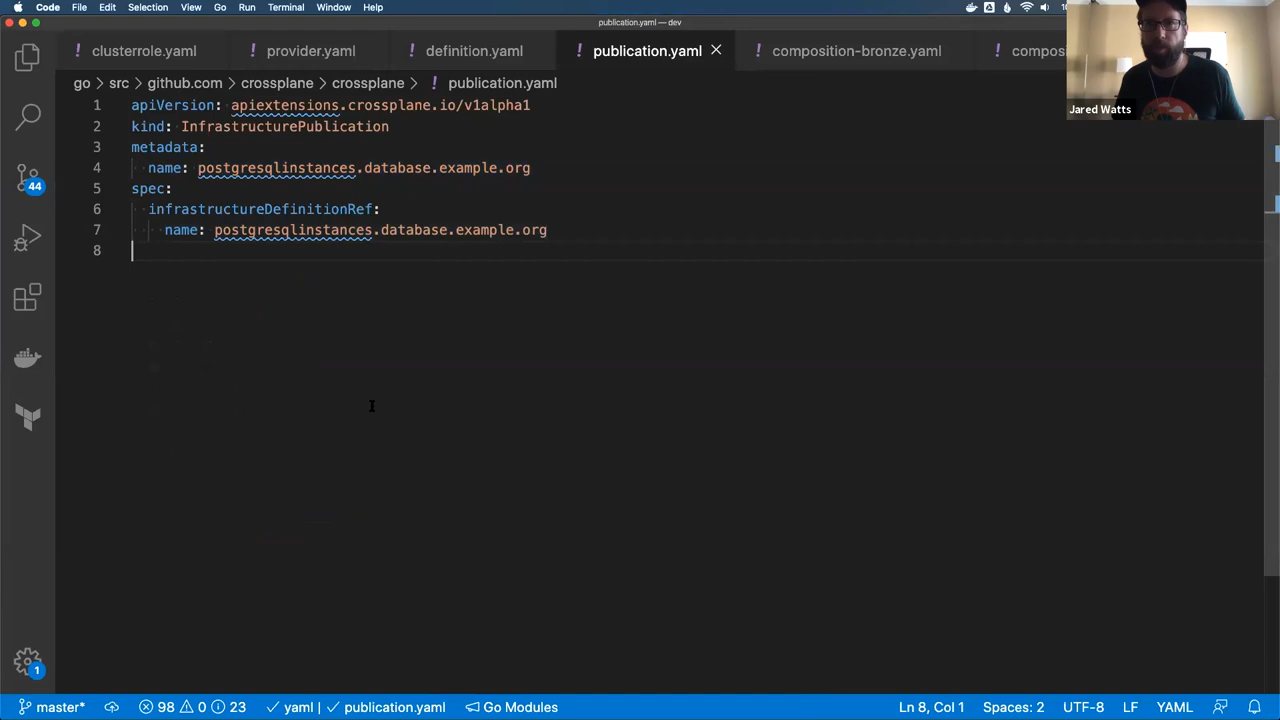 Code File Edit Selection View Go Run Terminal Window Help
publication.yaml — dev
! clusterrole.yaml ! provider.yaml ! definition.yaml ! publication.yaml × ! composition-bronze.yaml !
go > src > github.com > crossplane > crossplane > ! publication.yaml
Jared Watts
1 apiVersion: apiextensions.crossplane.io/v1alpha1
2 kind: InfrastructurePublication
3 metadata:
4 name: postgresqlinstances.database.example.org
5 spec:
6 infrastructureDefinitionRef:
7 name: postgresqlinstances.database.example.org
8
44
1
master* 98 0 23 yaml | publication.yaml Go Modules Ln 8, Col 1 Spaces: 2 UTF-8 LF YAML